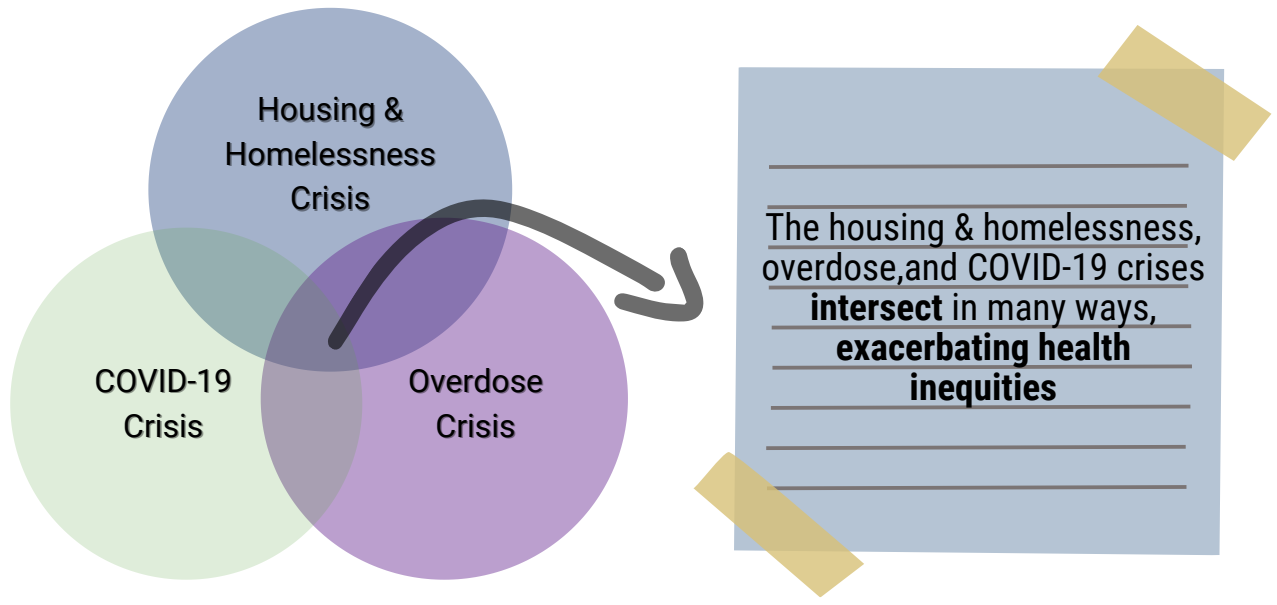 Housing &
Homelessness
Crisis
COVID-19
Crisis
Overdose
Crisis
The housing & homelessness,
overdose,and COVID-19 crises
intersect in many ways,
exacerbating health
inequities